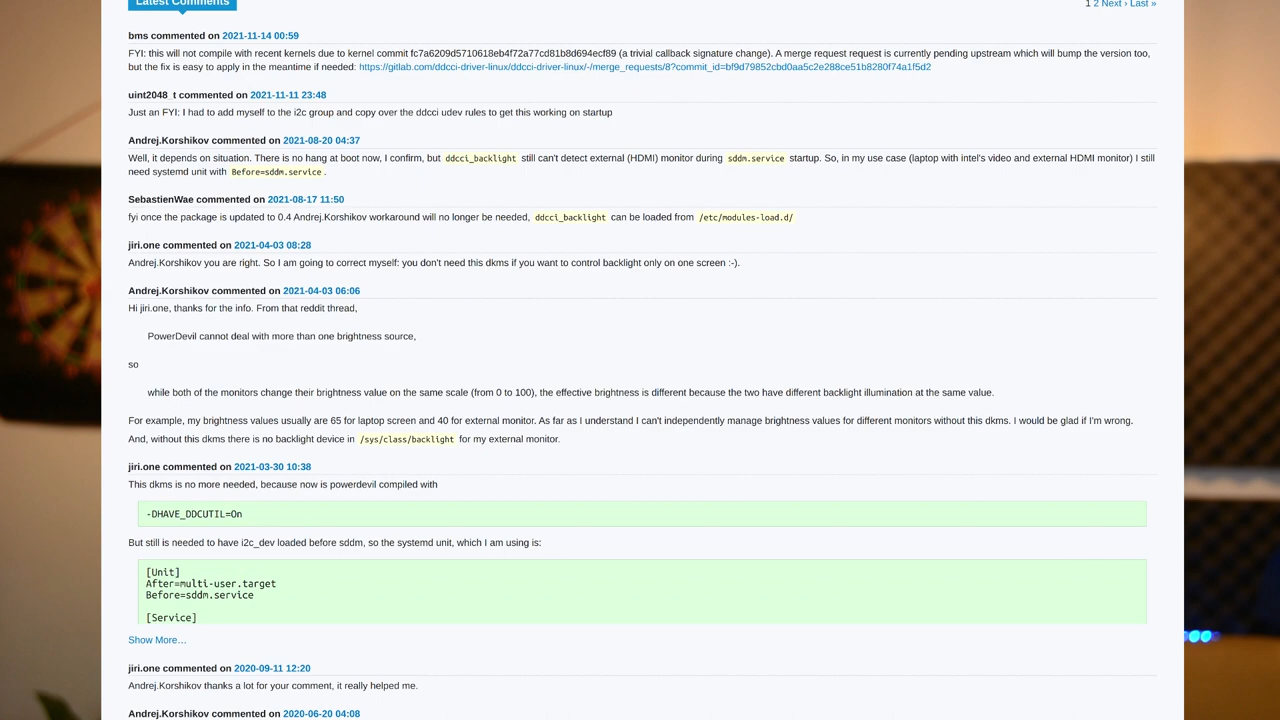 Latest Comments
1 2 Next › Last »
bms commented on 2021-11-14 00:59
FYI: this will not compile with recent kernels due to kernel commit fc7a6209d5710618eb4f72a77cd81b8d694ecf89 (a trivial callback signature change). A merge request request is currently pending upstream which will bump the version too,
but the fix is easy to apply in the meantime if needed: https://gitlab.com/ddcci-driver-linux/ddcci-driver-linux/-/merge_requests/8?commit_id=bf9d79852cbd0aa5c2e288ce51b8280f74a1f5d2
uint2048_t commented on 2021-11-11 23:48
Just an FYI: I had to add myself to the i2c group and copy over the ddcci udev rules to get this working on startup
Andrej.Korshikov commented on 2021-08-20 04:37
Well, it depends on situation. There is no hang at boot now, I confirm, but ddcci_backlight still can't detect external (HDMI) monitor during sddm.service startup. So, in my use case (laptop with intel's video and external HDMI monitor) I still
need systemd unit with Before=sddm.service.
SebastienWae commented on 2021-08-17 11:50
fyi once the package is updated to 0.4 Andrej.Korshikov workaround will no longer be needed, ddcci_backlight can be loaded from /etc/modules-load.d/
jiri.one commented on 2021-04-03 08:28
Andrej.Korshikov you are right. So I am going to correct myself: you don't need this dkms if you want to control backlight only on one screen :-).
Andrej.Korshikov commented on 2021-04-03 06:06
Hi jiri.one, thanks for the info. From that reddit thread,
PowerDevil cannot deal with more than one brightness source,
so
while both of the monitors change their brightness value on the same scale (from 0 to 100), the effective brightness is different because the two have different backlight illumination at the same value.
For example, my brightness values usually are 65 for laptop screen and 40 for external monitor. As far as I understand I can't independently manage brightness values for different monitors without this dkms. I would be glad if I'm wrong.
And, without this dkms there is no backlight device in /sys/class/backlight for my external monitor.
jiri.one commented on 2021-03-30 10:38
This dkms is no more needed, because now is powerdevil compiled with
-DHAVE_DDCUTIL=On
But still is needed to have i2c_dev loaded before sddm, so the systemd unit, which I am using is:
[Unit]
After=multi-user.target
Before=sddm.service
[Service]
Show More…
jiri.one commented on 2020-09-11 12:20
Andrej.Korshikov thanks a lot for your comment, it really helped me.
Andrej.Korshikov commented on 2020-06-20 04:08